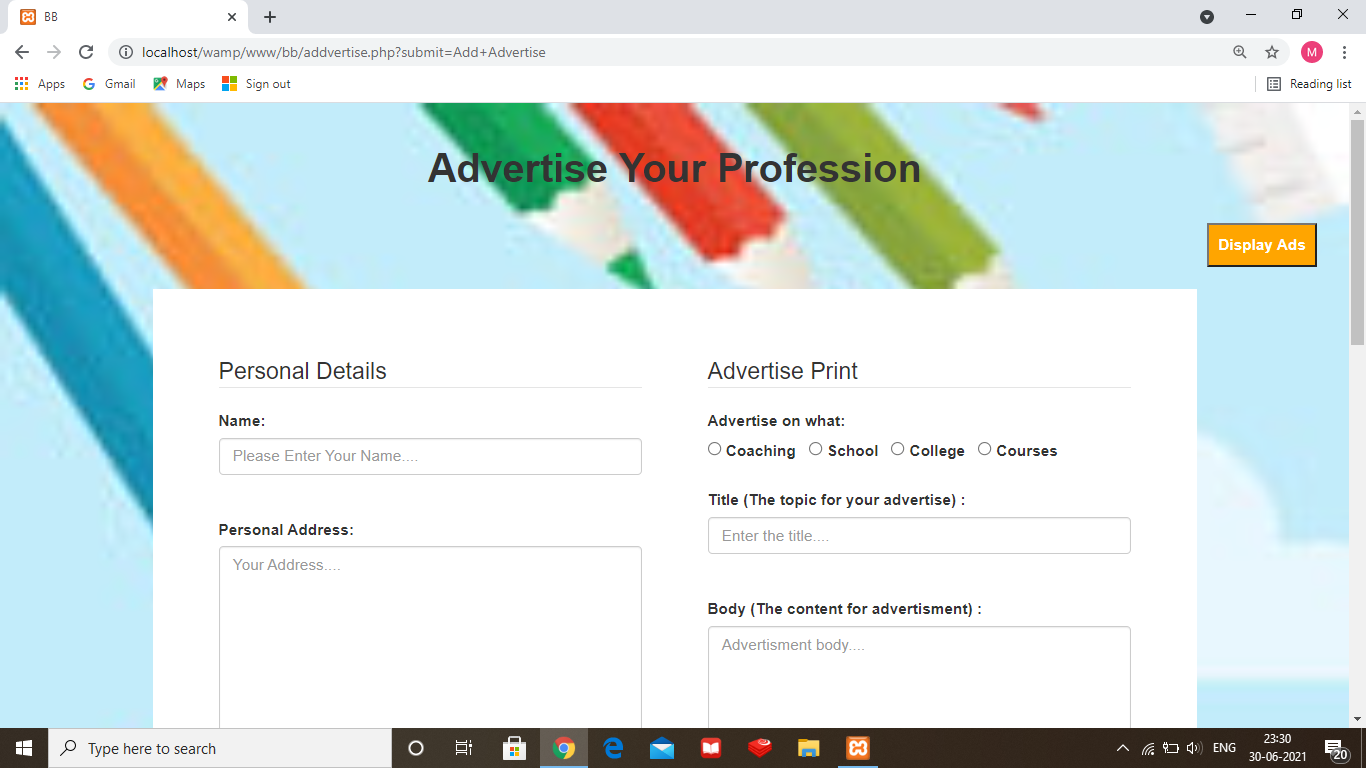 BB
localhost/wamp/www/bb/addvertise.php?submit=Add+Advertise
M
Apps Gmail Maps Sign out Reading list
Advertise Your Profession
Display Ads
Personal Details
Name:
Please Enter Your Name....
Personal Address:
Your Address....
Advertise Print
Advertise on what:
Coaching School College Courses
Title (The topic for your advertise) :
Enter the title....
Body (The content for advertisment) :
Advertisment body....
Type here to search
ENG
23:30
30-06-2021
20